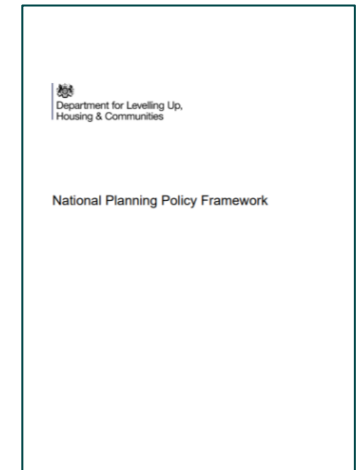 Department for Levelling Up,
Housing & Communities
National Planning Policy Framework